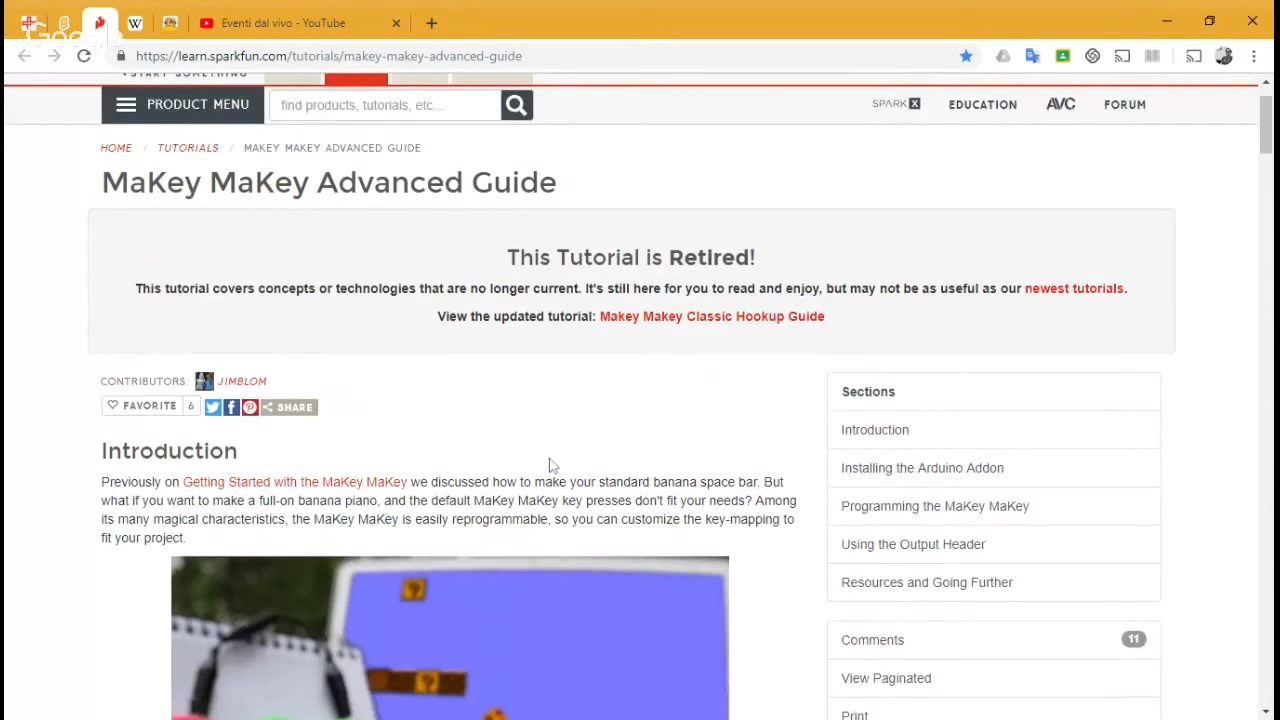 Eventi dal vivo - YouTube
https://learn.sparkfun.com/tutorials/makey-makey-advanced-guide
START SOMETHING
PRODUCT MENU
find products, tutorials, etc...
SPARK X
EDUCATION
AVC
FORUM
HOME / TUTORIALS / MAKEY MAKEY ADVANCED GUIDE
MaKey MaKey Advanced Guide
This Tutorial is Retired!
This tutorial covers concepts or technologies that are no longer current. It's still here for you to read and enjoy, but may not be as useful as our newest tutorials.
View the updated tutorial: Makey Makey Classic Hookup Guide
CONTRIBUTORS: JIMBLOM
FAVORITE 6 SHARE
Introduction
Previously on Getting Started with the MaKey MaKey we discussed how to make your standard banana space bar. But
what if you want to make a full-on banana piano, and the default MaKey MaKey key presses don't fit your needs? Among
its many magical characteristics, the MaKey MaKey is easily reprogrammable, so you can customize the key-mapping to
fit your project.
Sections
Introduction
Installing the Arduino Addon
Programming the MaKey MaKey
Using the Output Header
Resources and Going Further
Comments 11
View Paginated
Print